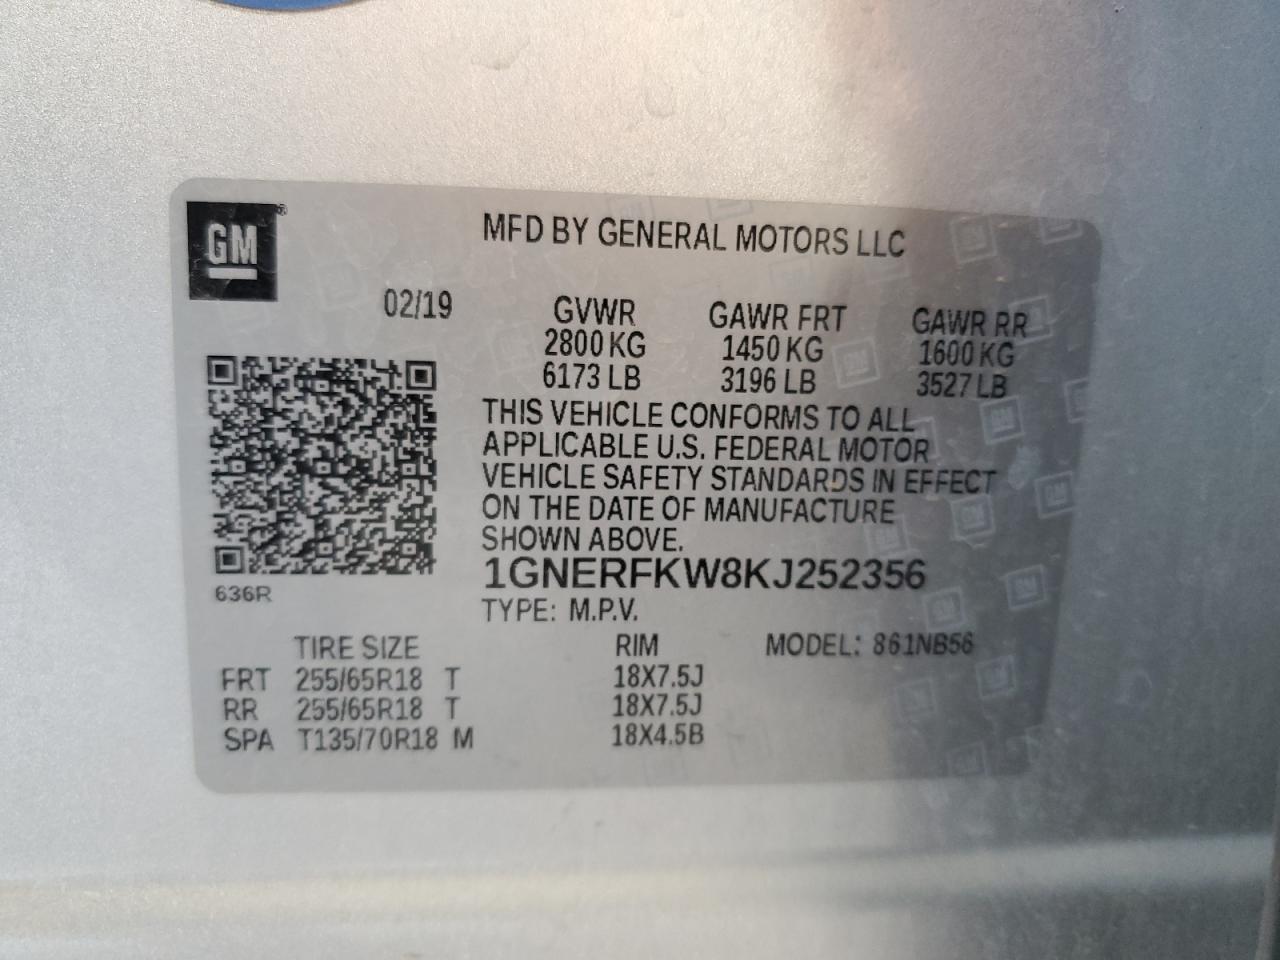 GM®
MFD BY GENERAL MOTORS LLC
02/19 GVWR GAWR FRT GAWR RR
2800 KG 1450 KG 1600 KG
6173 LB 3196 LB 3527 LB
THIS VEHICLE CONFORMS TO ALL
APPLICABLE U.S. FEDERAL MOTOR
VEHICLE SAFETY STANDARDS IN EFFECT
ON THE DATE OF MANUFACTURE
SHOWN ABOVE.
1GNERFKW8KJ252356
636R
TYPE: M.P.V.
TIRE SIZE RIM MODEL: 861NB56
FRT 255/65R18 T 18X7.5J
RR 255/65R18 T 18X7.5J
SPA T135/70R18 M 18X4.5B